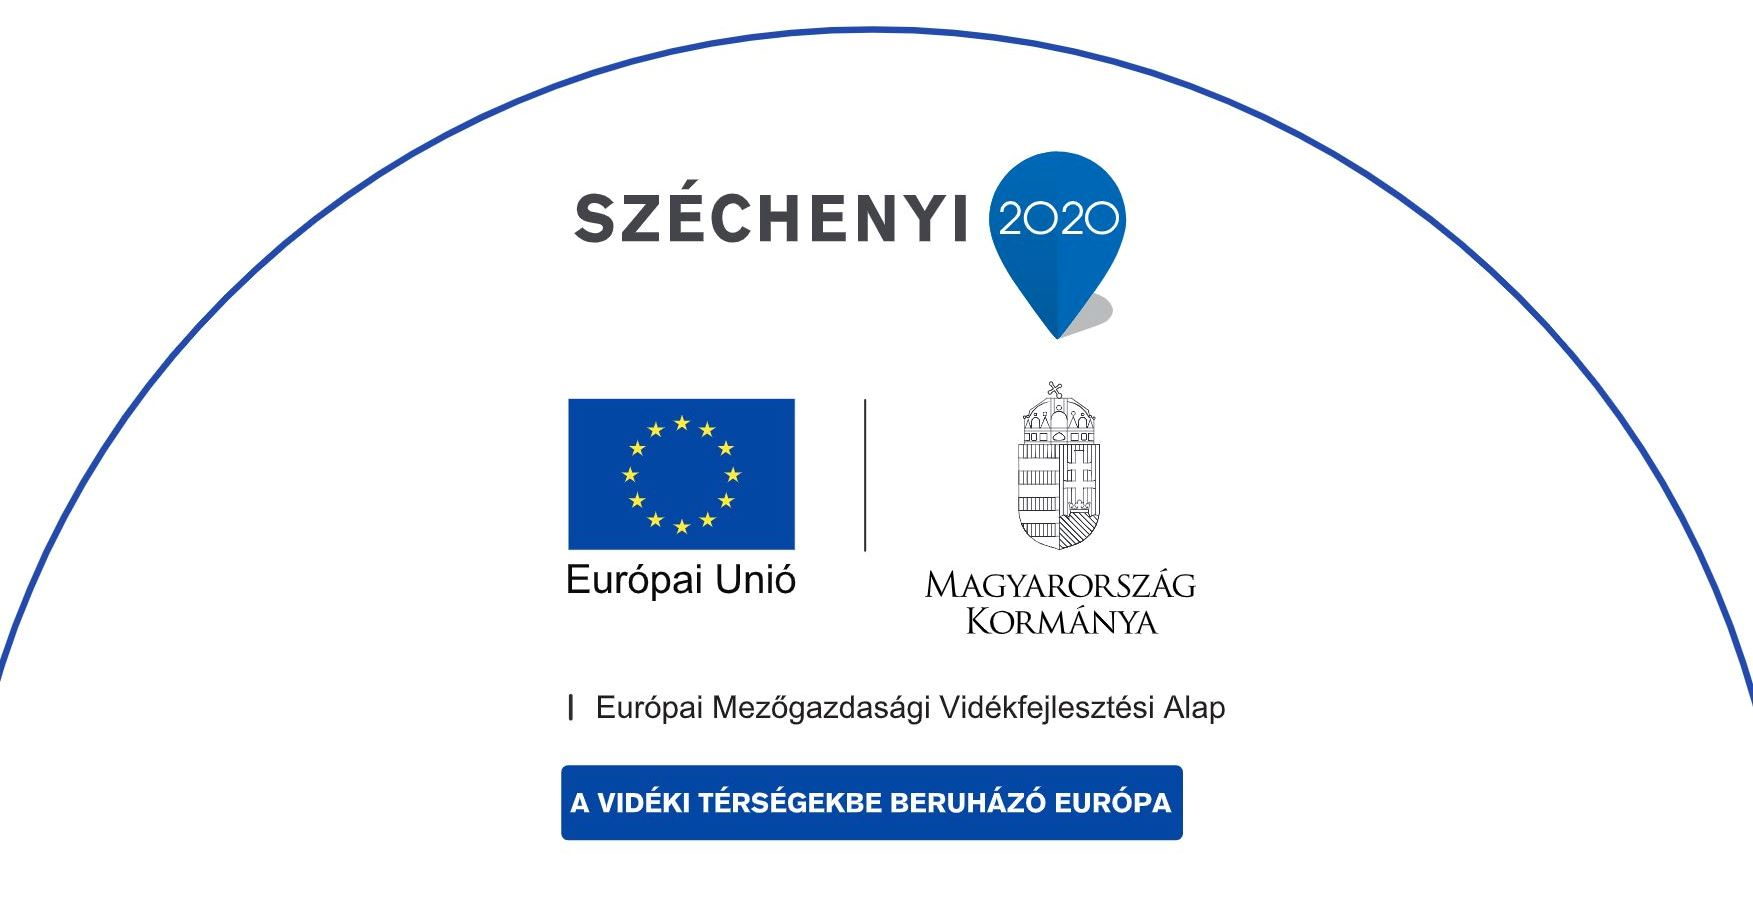 SZÉCHENYI 2020
Európai Unió
MAGYARORSZÁG
KORMÁNYA
Európai Mezőgazdasági Vidékfejlesztési Alap
A VIDÉKI TÉRSÉGEKBE BERUHÁZÓ EURÓPA